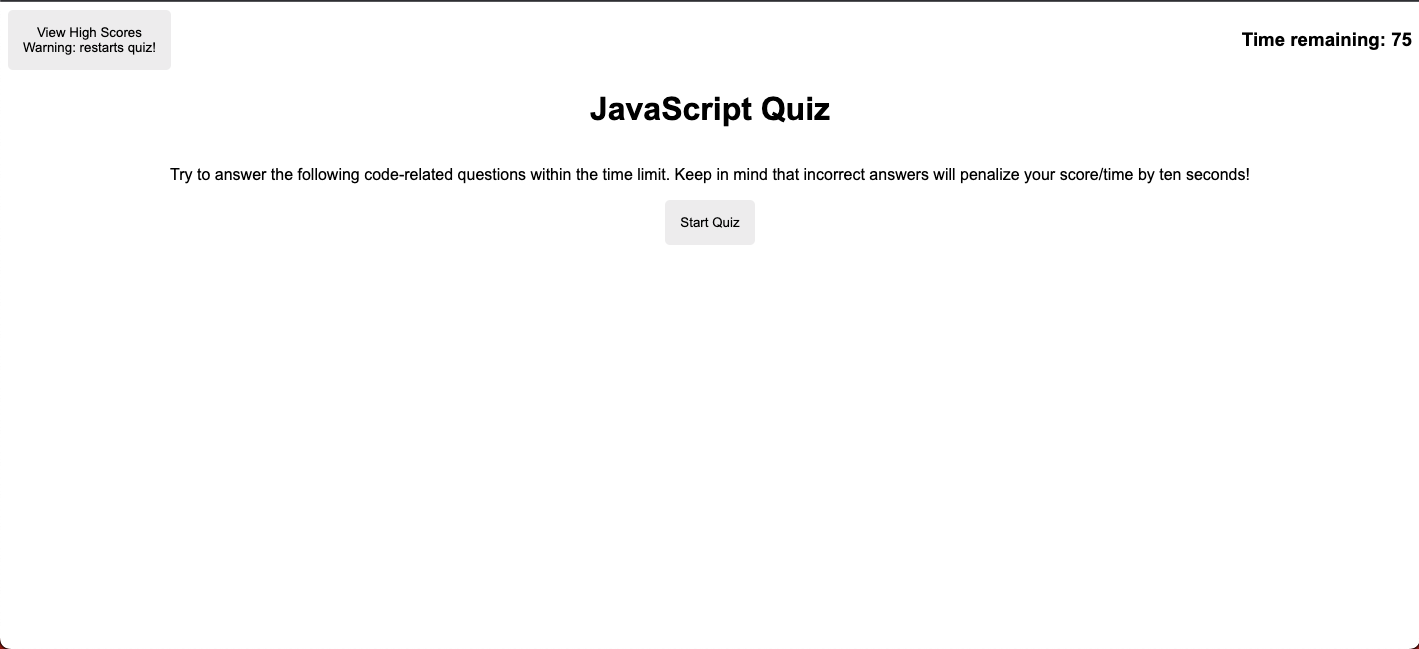 View High Scores
Warning: restarts quiz!
Time remaining: 75
JavaScript Quiz
Try to answer the following code-related questions within the time limit. Keep in mind that incorrect answers will penalize your score/time by ten seconds!
Start Quiz